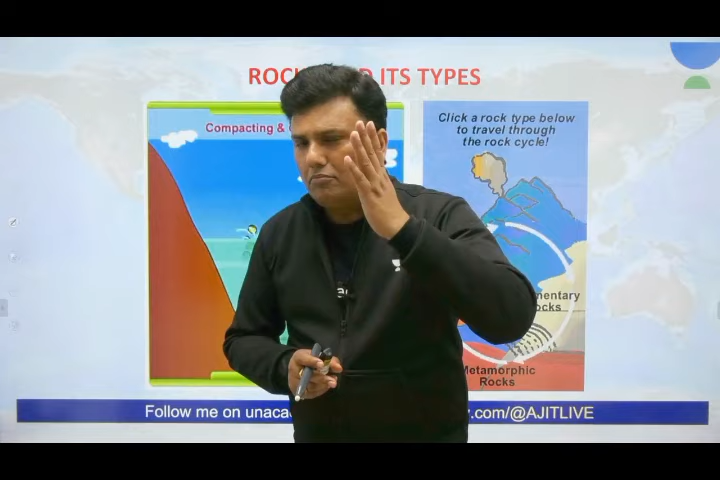 ROCK D ITS TYPES
Compacting &
Click a rock type below
to travel through
the rock cycle!
mentary
ocks
Metamorphic
Rocks
Follow me on unaca y.com/@AJITLIVE